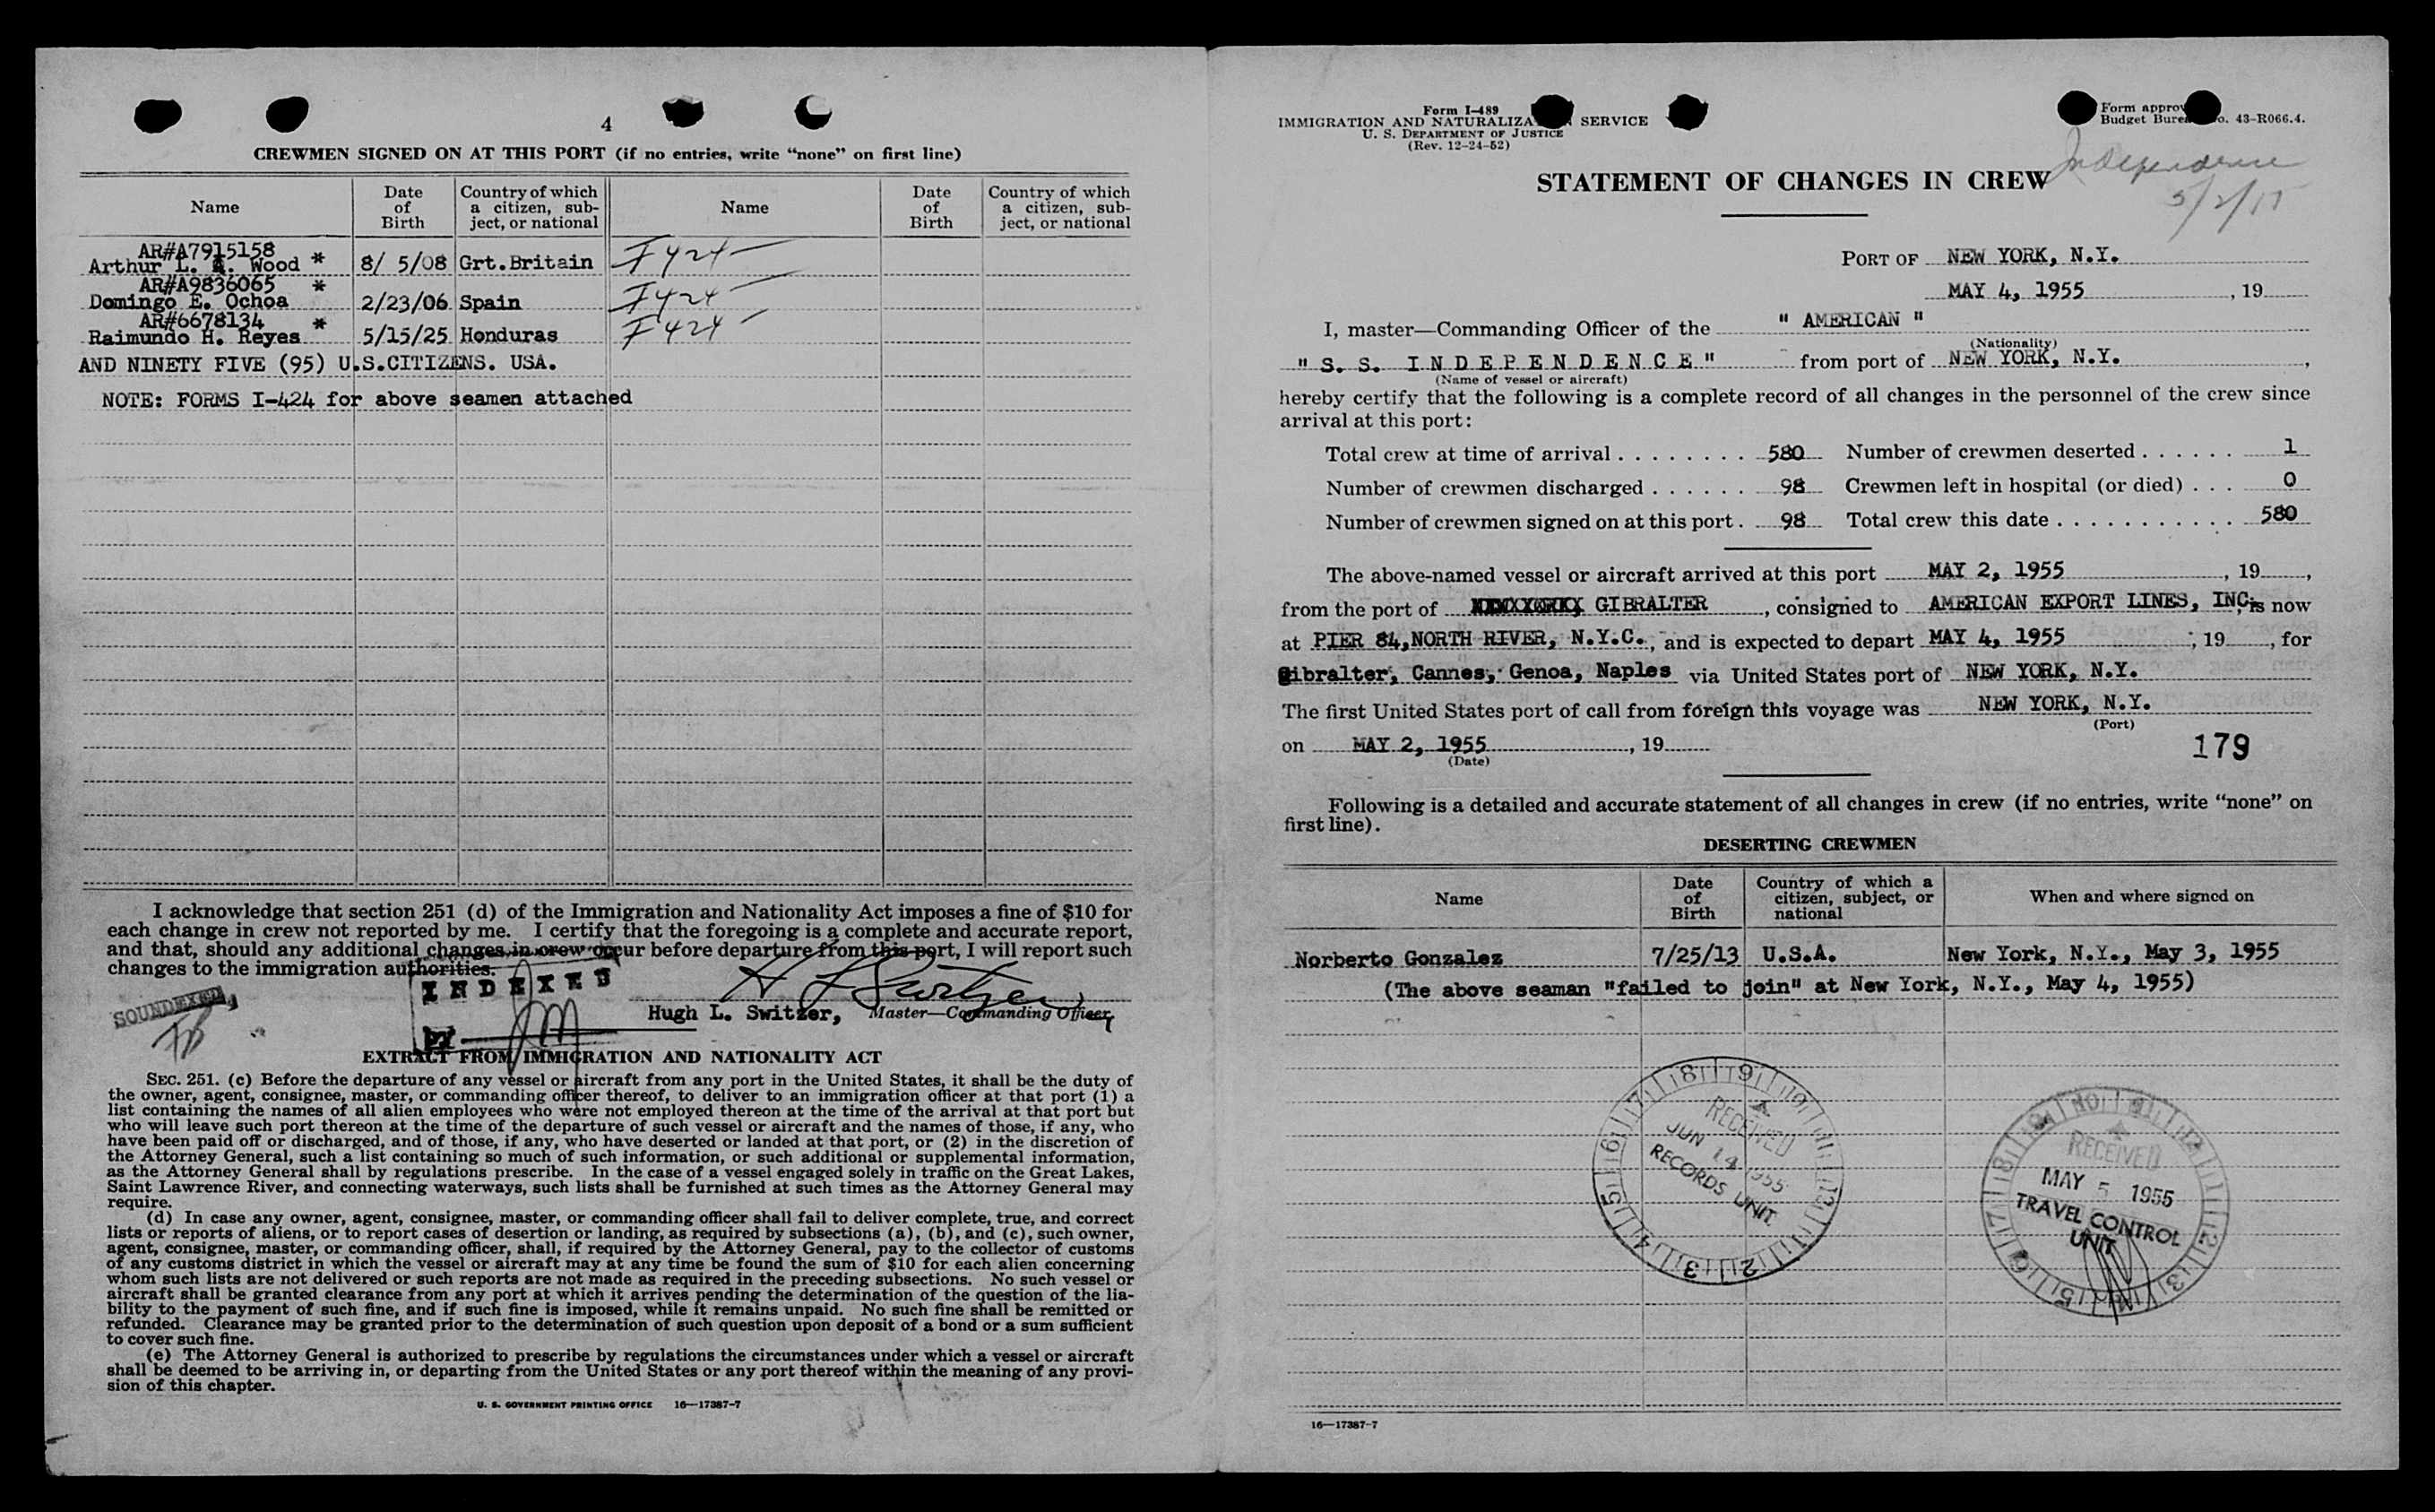 4
CREWMEN SIGNED ON AT THIS PORT (if no entries, write “none” on first line)
Name
Date of Birth
Country of which a citizen, subject, or national
Name
Date of Birth
Country of which a citizen, subject, or national
AR#A7915158
Arthur L. A. Wood * 8/ 5/08 Grt.Britain F424
AR#A9836065 *
Domingo E. Ochoa 2/23/06 Spain F424
AR#6678134 *
Raimundo H. Reyes 5/15/25 Honduras F424
AND NINETY FIVE (95) U.S.CITIZENS. USA.
NOTE: FORMS I-424 for above seamen attached
I acknowledge that section 251 (d) of the Immigration and Nationality Act imposes a fine of $10 for
each change in crew not reported by me. I certify that the foregoing is a complete and accurate report,
and that, should any additional changes in crew occur before departure from this port, I will report such
changes to the immigration authorities.
SOUNDEXED
INDEXED
BY
Hugh L. Switzer, Master—Commanding Officer
EXTRACT FROM IMMIGRATION AND NATIONALITY ACT
SEC. 251. (c) Before the departure of any vessel or aircraft from any port in the United States, it shall be the duty of
the owner, agent, consignee, master, or commanding officer thereof, to deliver to an immigration officer at that port (1) a
list containing the names of all alien employees who were not employed thereon at the time of the arrival at that port but
who will leave such port thereon at the time of the departure of such vessel or aircraft and the names of those, if any, who
have been paid off or discharged, and of those, if any, who have deserted or landed at that port, or (2) in the discretion of
the Attorney General, such a list containing so much of such information, or such additional or supplemental information,
as the Attorney General shall by regulations prescribe. In the case of a vessel engaged solely in traffic on the Great Lakes,
Saint Lawrence River, and connecting waterways, such lists shall be furnished at such times as the Attorney General may
require.
(d) In case any owner, agent, consignee, master, or commanding officer shall fail to deliver complete, true, and correct
lists or reports of aliens, or to report cases of desertion or landing, as required by subsections (a), (b), and (c), such owner,
agent, consignee, master, or commanding officer, shall, if required by the Attorney General, pay to the collector of customs
of any customs district in which the vessel or aircraft may at any time be found the sum of $10 for each alien concerning
whom such lists are not delivered or such reports are not made as required in the preceding subsections. No such vessel or
aircraft shall be granted clearance from any port at which it arrives pending the determination of the question of the lia-
bility to the payment of such fine, and if such fine is imposed, while it remains unpaid. No such fine shall be remitted or
refunded. Clearance may be granted prior to the determination of such question upon deposit of a bond or a sum sufficient
to cover such fine.
(e) The Attorney General is authorized to prescribe by regulations the circumstances under which a vessel or aircraft
shall be deemed to be arriving in, or departing from the United States or any port thereof within the meaning of any provi-
sion of this chapter.
U. S. GOVERNMENT PRINTING OFFICE 16—17387-7
Form I-489
IMMIGRATION AND NATURALIZA SERVICE
U. S. DEPARTMENT OF JUSTICE
(Rev. 12-24-52)
Form appro
Budget Bure o. 43-R066.4.
Independence
STATEMENT OF CHANGES IN CREW
PORT OF NEW YORK, N.Y.
MAY 4, 1955, 19
I, master—Commanding Officer of the " AMERICAN "
(Nationality)
" S. S. I N D E P E N D E N C E " from port of NEW YORK, N.Y.,
(Name of vessel or aircraft)
hereby certify that the following is a complete record of all changes in the personnel of the crew since
arrival at this port:
Total crew at time of arrival . . . . . . . . 580 Number of crewmen deserted . . . . . . 1
Number of crewmen discharged . . . . . . 98 Crewmen left in hospital (or died) . . . 0
Number of crewmen signed on at this port . 98 Total crew this date . . . . . . . . . . . . 580
The above-named vessel or aircraft arrived at this port MAY 2, 1955, 19,
from the port of GIBRALTER, consigned to AMERICAN EXPORT LINES, INC., is now
at PIER 84,NORTH RIVER, N.Y.C., and is expected to depart MAY 4, 1955, 19, for
Gibralter, Cannes, Genoa, Naples via United States port of NEW YORK, N.Y.
The first United States port of call from foreign this voyage was NEW YORK, N.Y.
(Port)
on MAY 2, 1955, 19
(Date)
179
Following is a detailed and accurate statement of all changes in crew (if no entries, write “none” on
first line).
DESERTING CREWMEN
Name
Date of Birth
Country of which a citizen, subject, or national
When and where signed on
Norberto Gonzalez 7/25/13 U.S.A. New York, N.Y., May 3, 1955
(The above seaman "failed to join" at New York, N.Y., May 4, 1955)
RECEIVED
JUN 14 1955
RECORDS UNIT
RECEIVED
MAY 5 1955
TRAVEL CONTROL
UNIT
16—17387-7